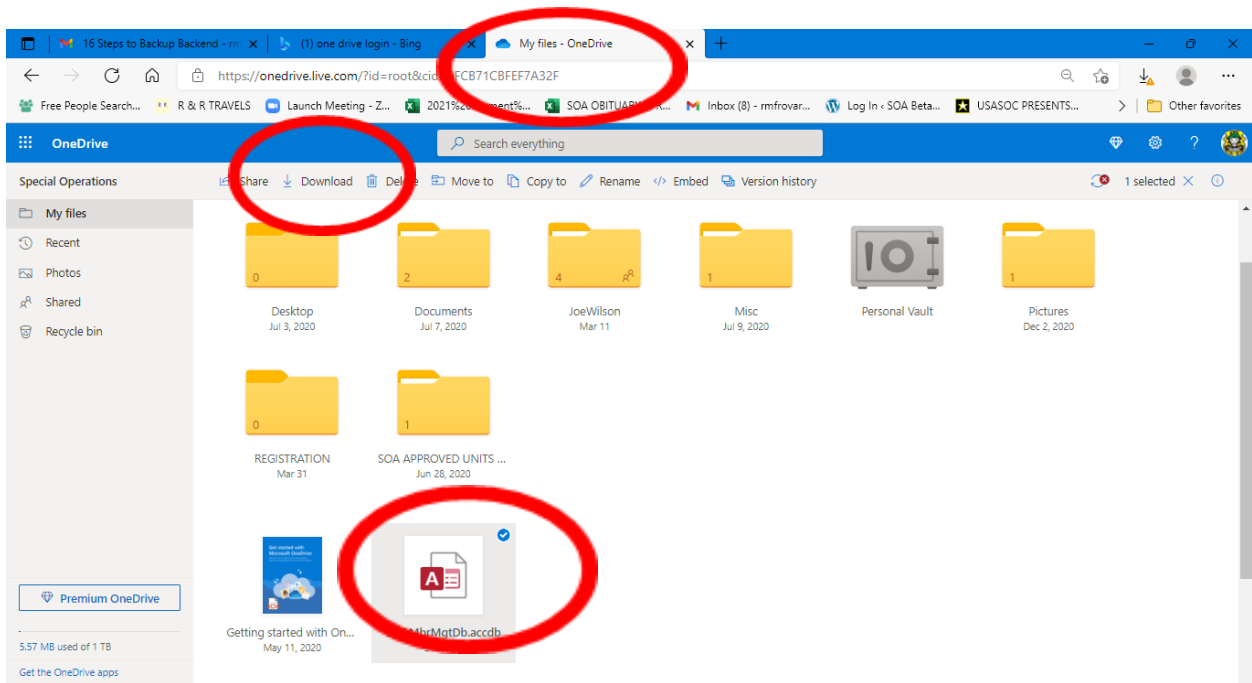 16 Steps to Backup Backend - rm
(1) one drive login - Bing
My files - OneDrive
https://onedrive.live.com/?id=root&cid FCB71CBFEF7A32F
Free People Search...
R & R TRAVELS
Launch Meeting - Z...
2021%20
SOA OBITUARY
Inbox (8) - rmfrovar...
Log In ‹ SOA Beta...
USASOC PRESENTS...
Other favorites
OneDrive
Search everything
Special Operations
Share
Download
Delete
Move to
Copy to
Rename
Embed
Version history
1 selected
My files
Recent
Photos
Shared
Recycle bin
0
2
4
1
1
Desktop
Documents
JoeWilson
Misc
Personal Vault
Pictures
Jul 3, 2020
Jul 7, 2020
Mar 11
Jul 9, 2020
Dec 2, 2020
0
1
REGISTRATION
SOA APPROVED UNITS ...
Mar 31
Jun 28, 2020
Get started with
Microsoft OneDrive
A
Getting started with On...
MbrMgtDb.accdb
May 11, 2020
Premium OneDrive
5.57 MB used of 1 TB
Get the OneDrive apps